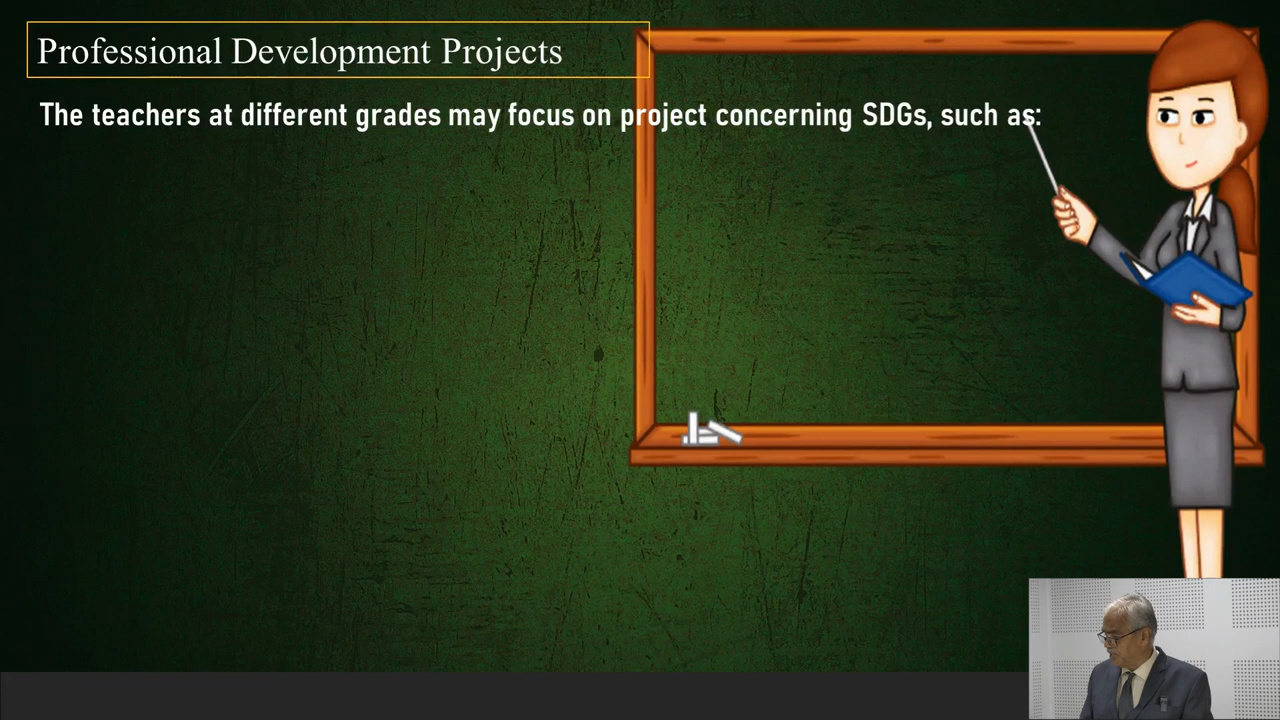 Professional Development Projects
The teachers at different grades may focus on project concerning SDGs, such as: